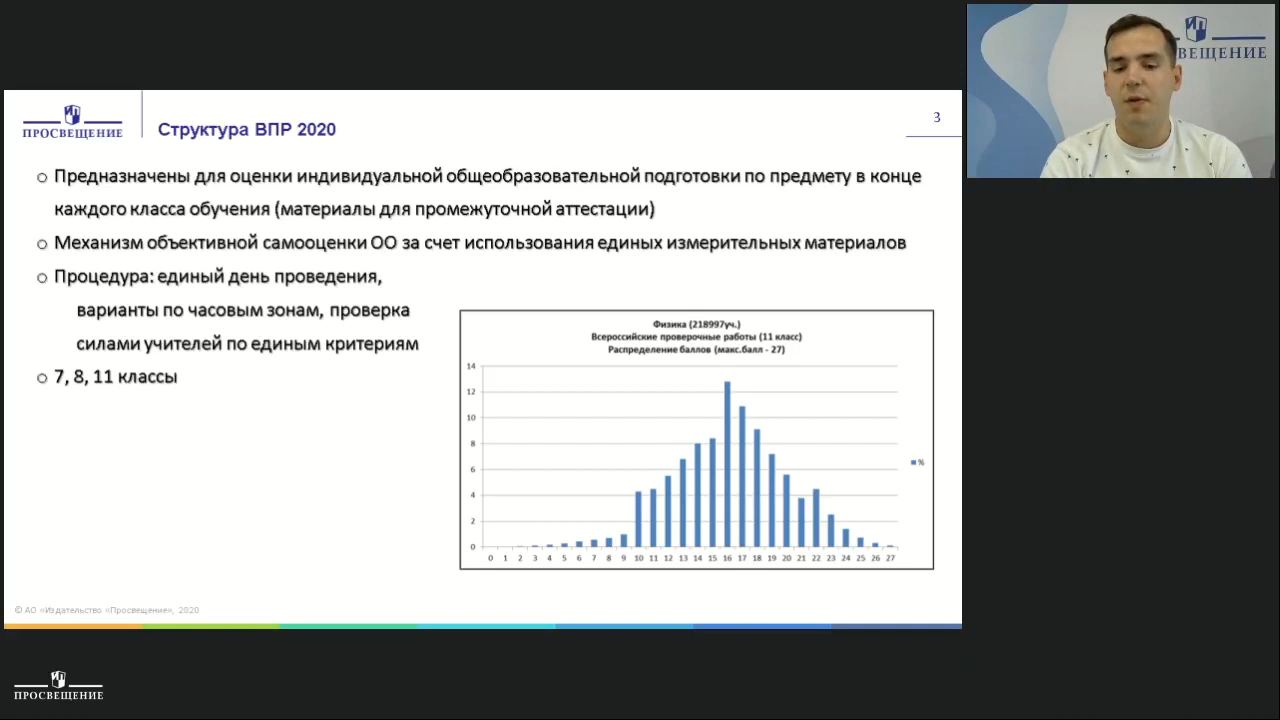 ПРОСВЕЩЕНИЕ
Структура ВПР 2020
3
o Предназначены для оценки индивидуальной общеобразовательной подготовки по предмету в конце
каждого класса обучения (материалы для промежуточной аттестации)
o Механизм объективной самооценки ОО за счет использования единых измерительных материалов
o Процедура: единый день проведения,
варианты по часовым зонам, проверка
силами учителей по единым критериям
o 7, 8, 11 классы
Физика (218997уч.)
Всероссийские проверочные работы (11 класс)
Распределение баллов (макс.балл - 27)
14
12
10
8
6
4
2
0
0 1 2 3 4 5 6 7 8 9 10 11 12 13 14 15 16 17 18 19 20 21 22 23 24 25 26 27
%
© АО «Издательство «Просвещение», 2020
ПРОСВЕЩЕНИЕ
ВЕЩЕНИЕ